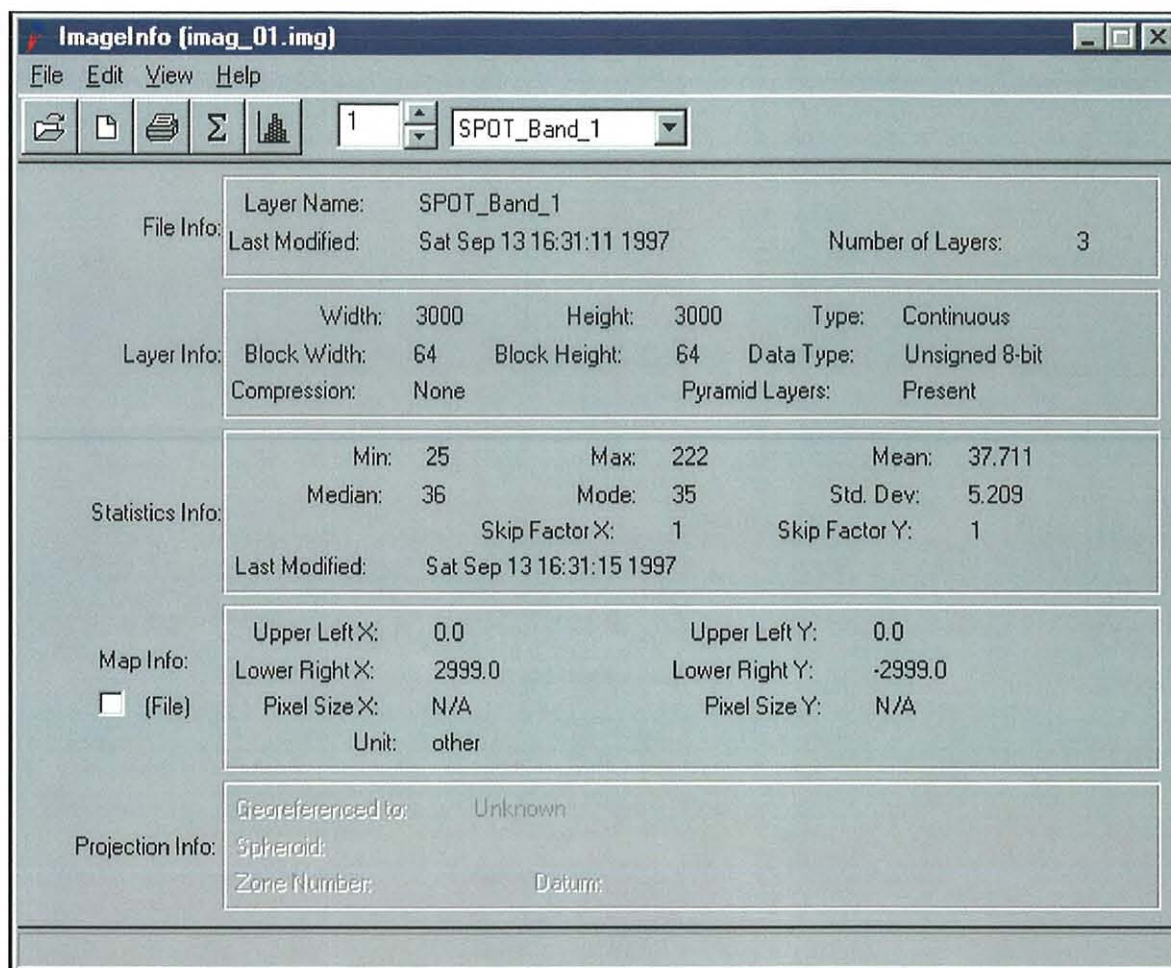 ImageInfo (imag_01.img)
File Edit View Help
1 SPOT_Band_1
File Info:
Layer Name: SPOT_Band_1
Last Modified: Sat Sep 13 16:31:11 1997 Number of Layers: 3
Layer Info:
Width: 3000 Height: 3000 Type: Continuous
Block Width: 64 Block Height: 64 Data Type: Unsigned 8-bit
Compression: None Pyramid Layers: Present
Statistics Info:
Min: 25 Max: 222 Mean: 37.711
Median: 36 Mode: 35 Std. Dev: 5.209
Skip Factor X: 1 Skip Factor Y: 1
Last Modified: Sat Sep 13 16:31:15 1997
Map Info:
(File)
Upper Left X: 0.0 Upper Left Y: 0.0
Lower Right X: 2999.0 Lower Right Y: -2999.0
Pixel Size X: N/A Pixel Size Y: N/A
Unit: other
Projection Info:
Georeferenced to: Unknown
Spheroid:
Zone Number: Datum: